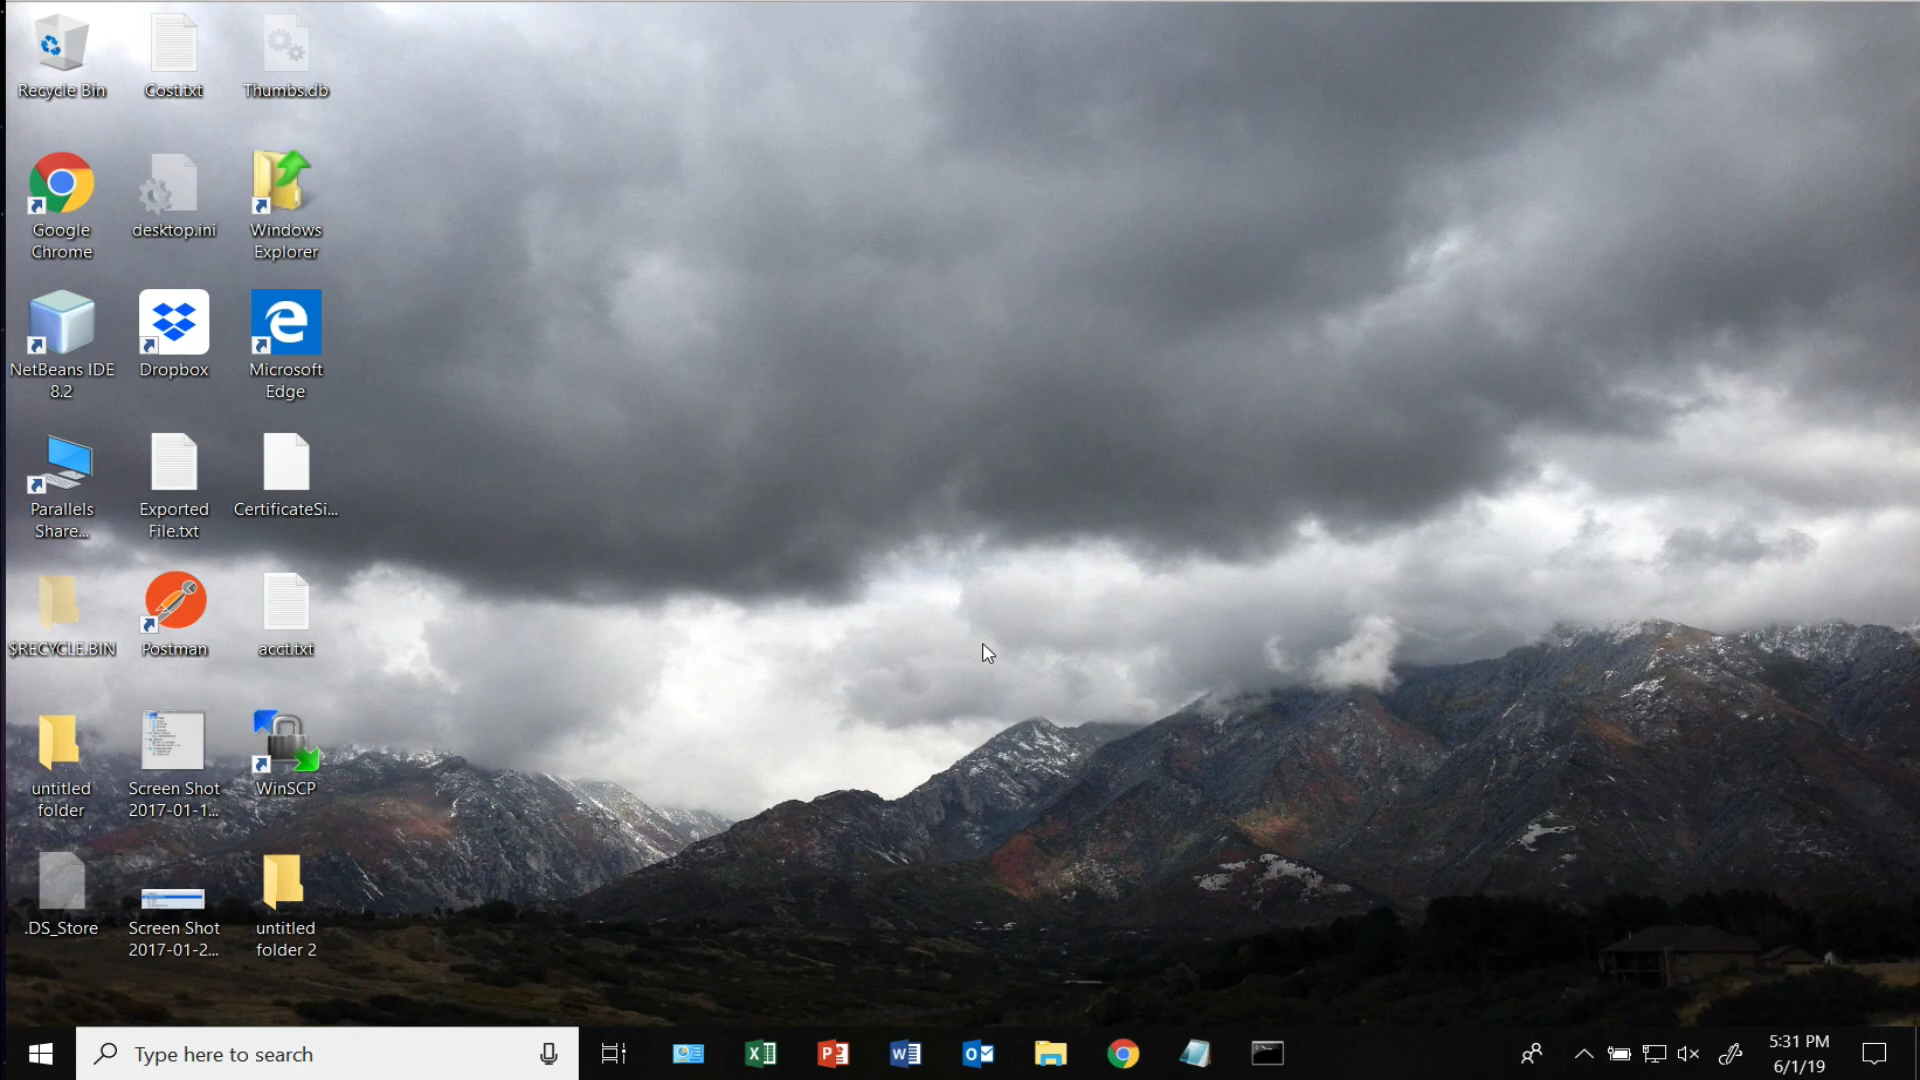 Recycle Bin
Cost.txt
Thumbs.db
Google
Chrome
desktop.ini
Windows
Explorer
NetBeans IDE
8.2
Dropbox
Microsoft
Edge
Parallels
Share...
Exported
File.txt
CertificateSi...
$RECYCLE.BIN
Postman
acct.txt
untitled
folder
Screen Shot
2017-01-1...
WinSCP
.DS_Store
Screen Shot
2017-01-2...
untitled
folder 2
Type here to search
5:31 PM
6/1/19